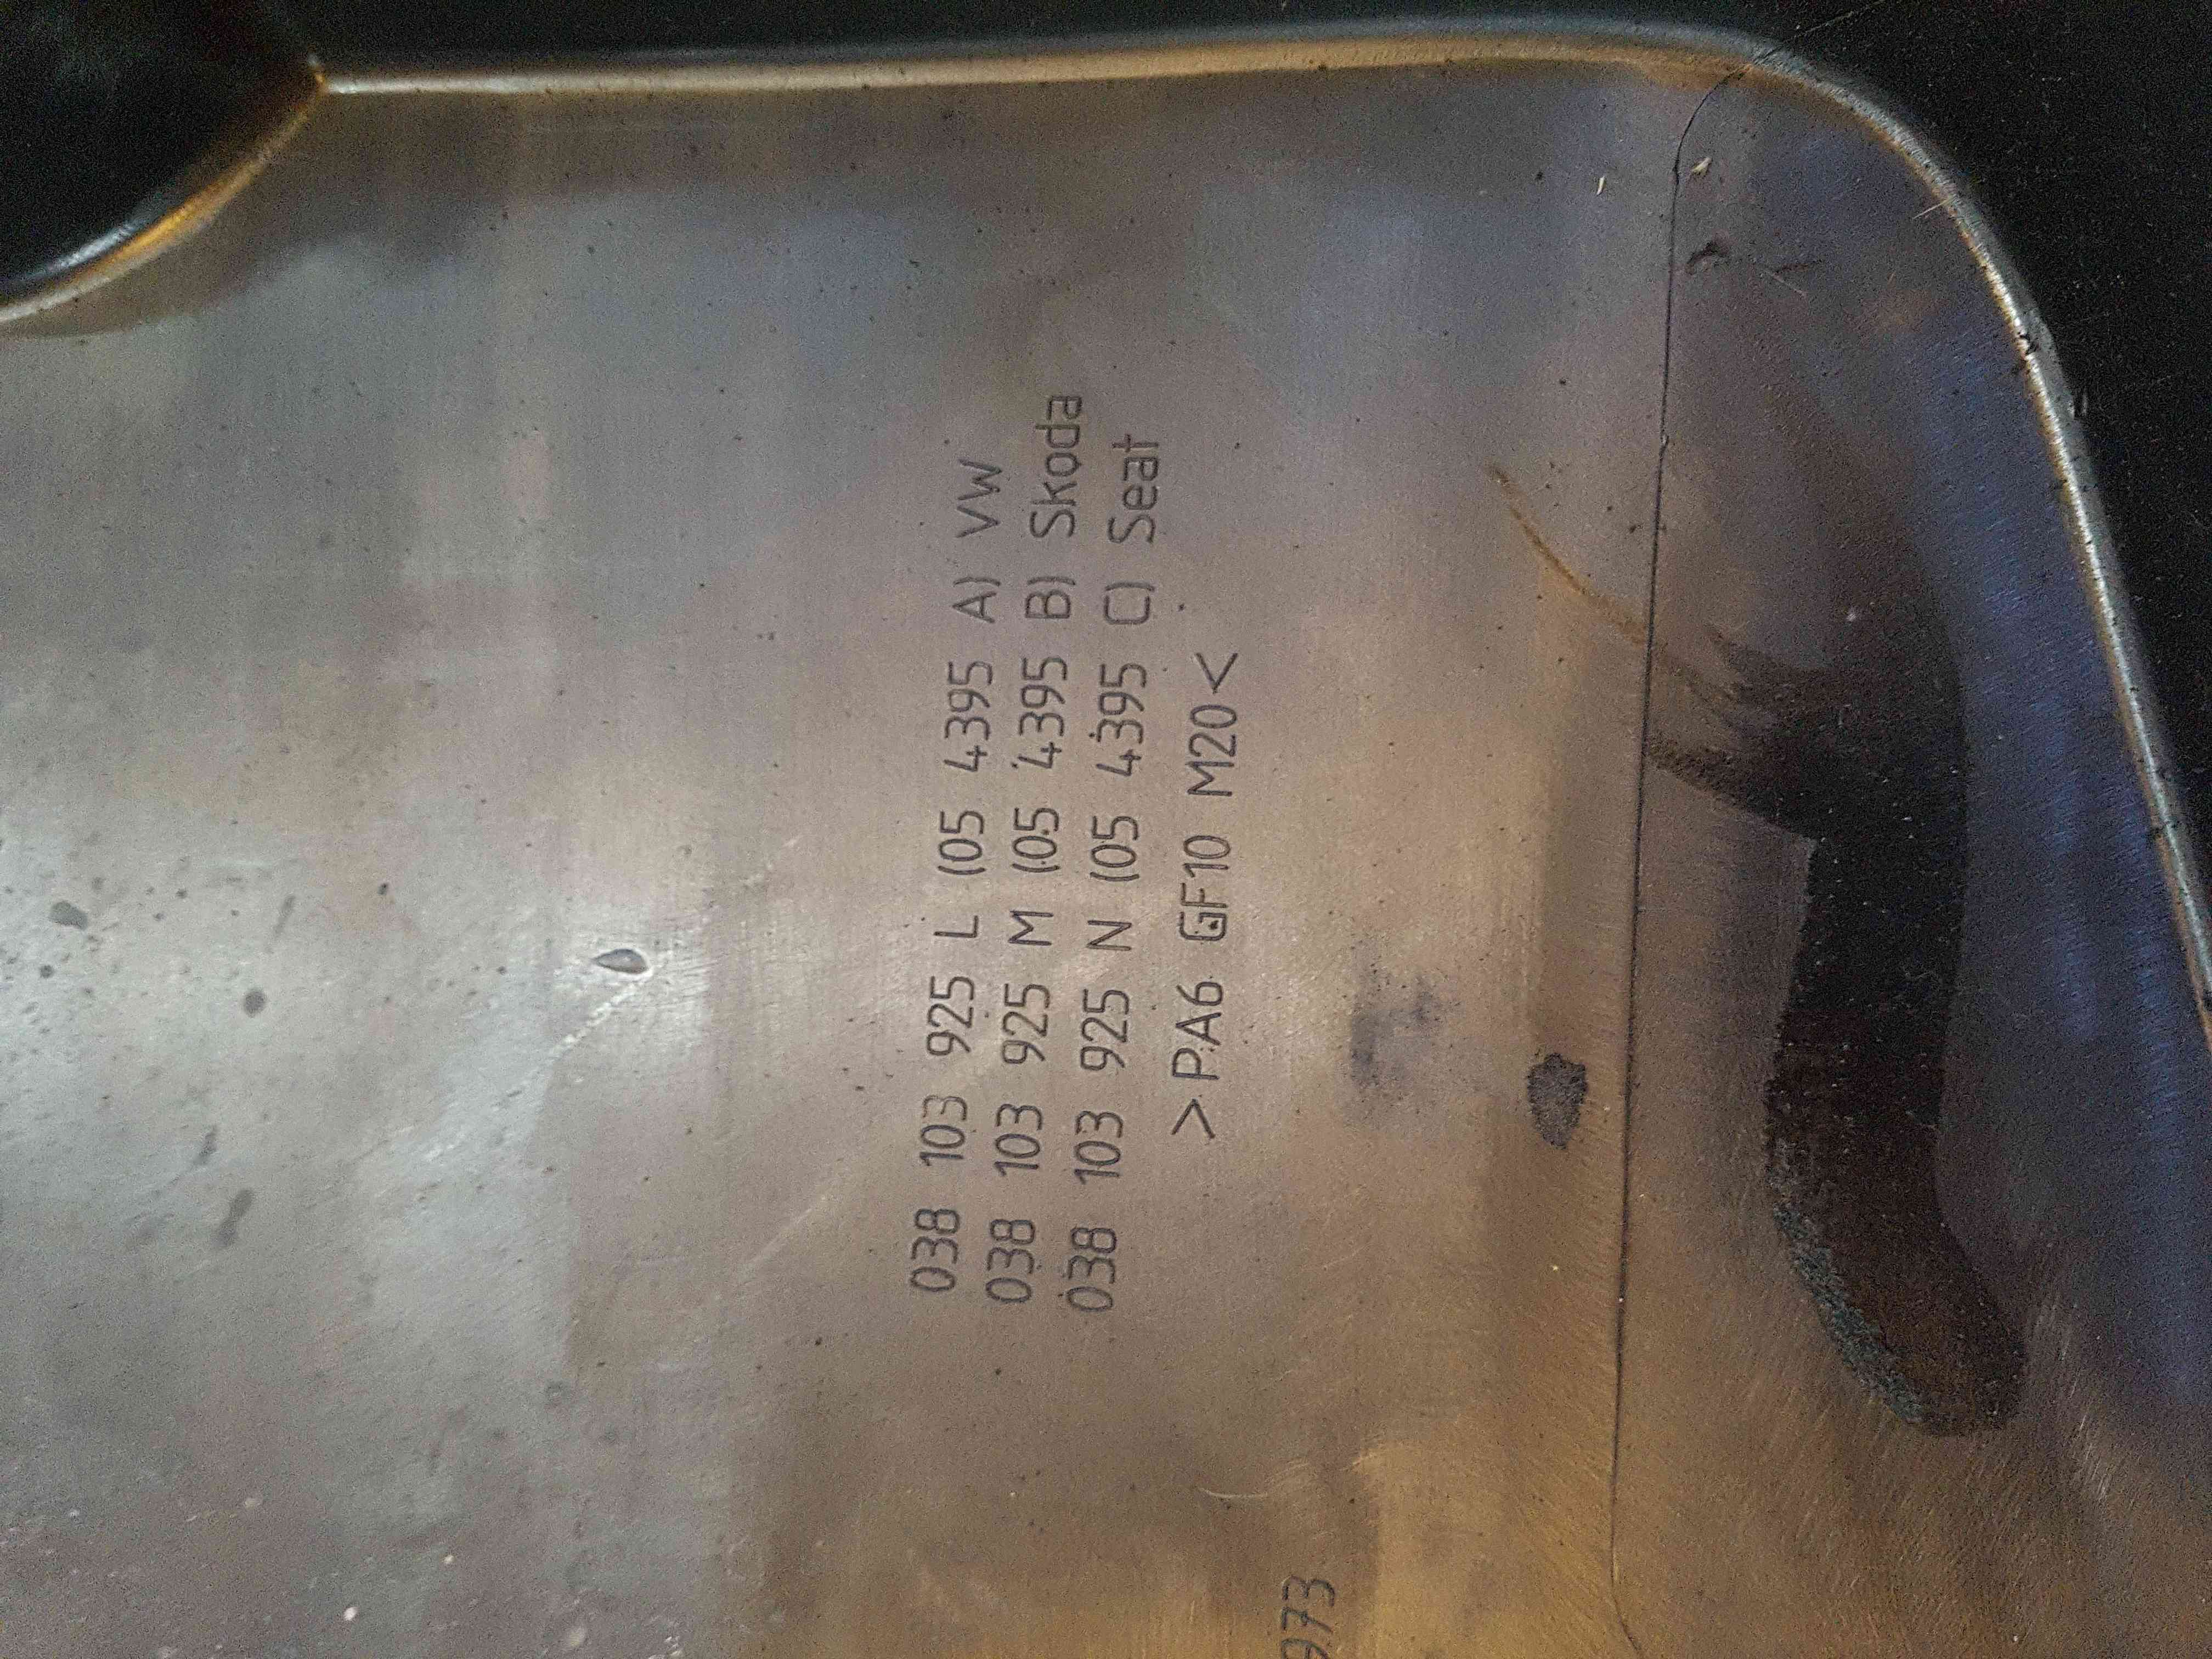 038 103 925 L (05 4395 A) VW
038 103 925 M (05 4395 B) Skoda
038 103 925 N (05 4395 C) Seat
>PA6 GF10 M20<
973